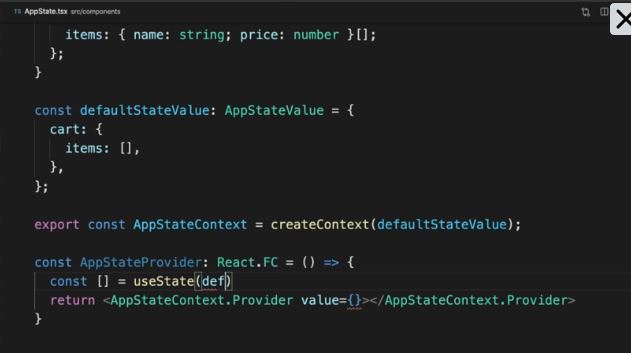 TS AppState.tsx src/components
items: { name: string; price: number }[];
};
}
const defaultStateValue: AppStateValue = {
cart: {
items: [],
},
};
export const AppStateContext = createContext(defaultStateValue);
const AppStateProvider: React.FC = () => {
const [] = useState(def)
return <AppStateContext.Provider value={}></AppStateContext.Provider>
}